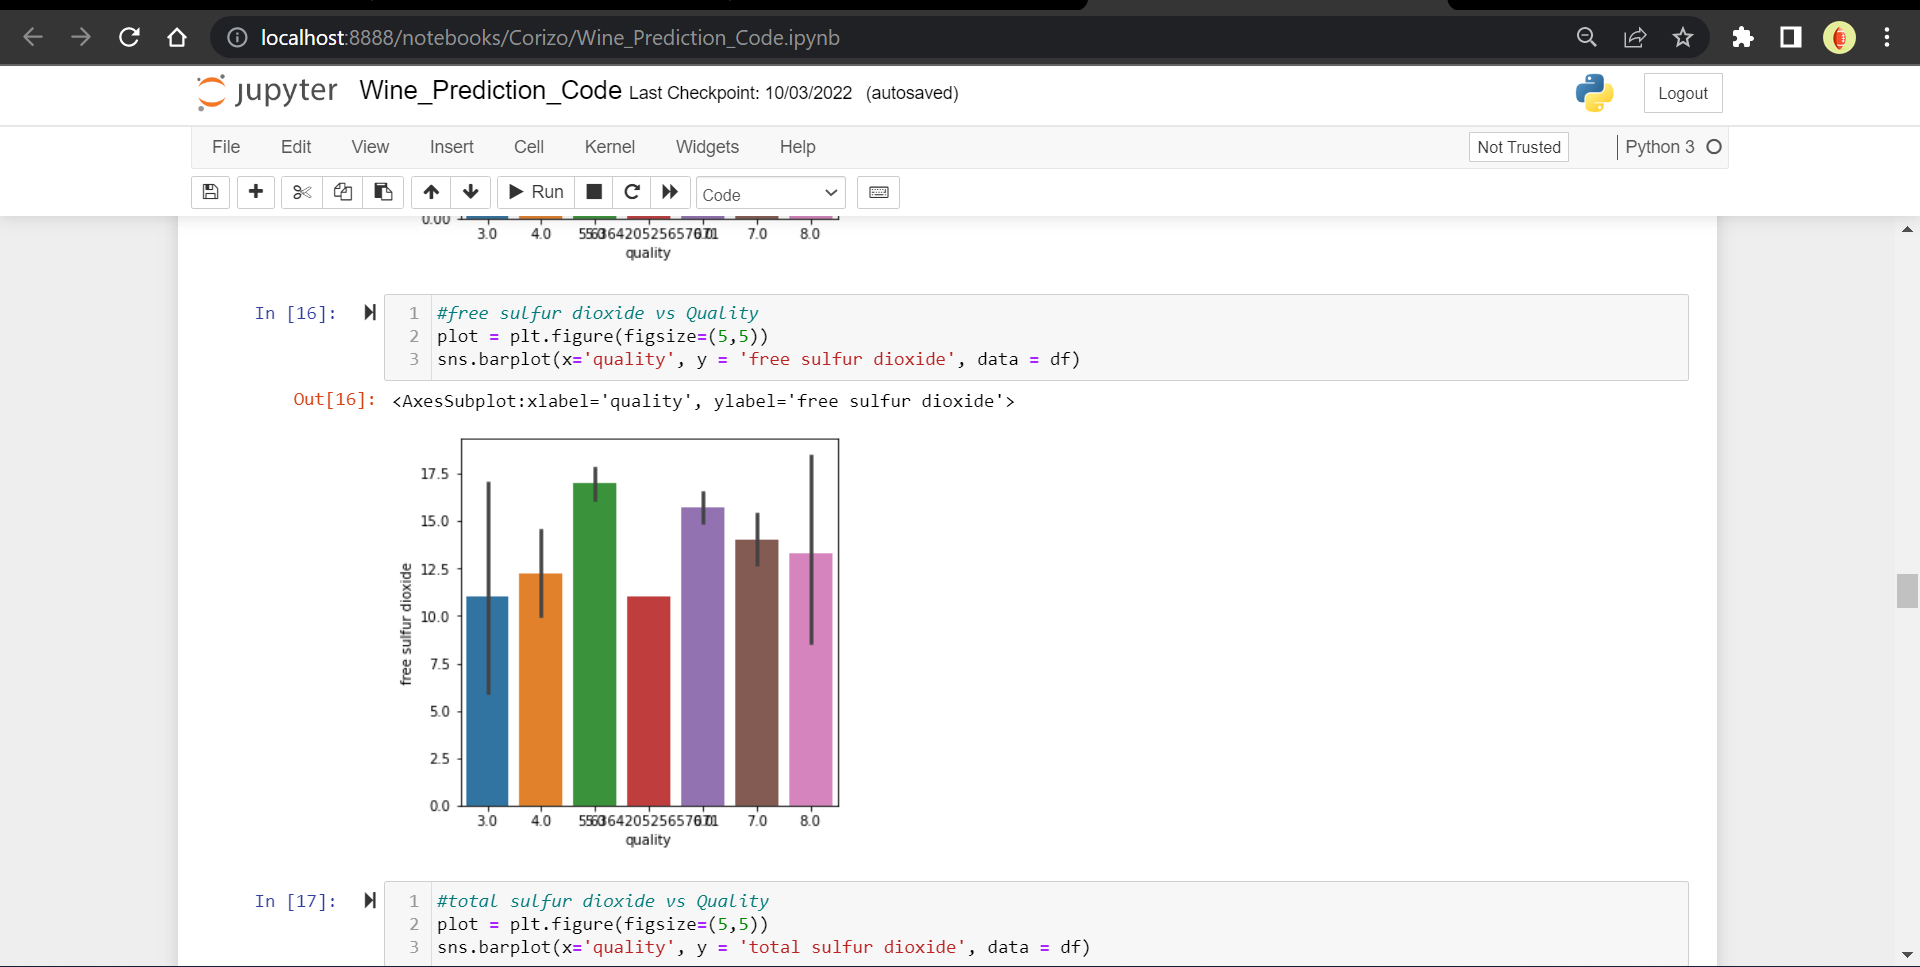 localhost:8888/notebooks/Corizo/Wine_Prediction_Code.ipynb
jupyter Wine_Prediction_Code Last Checkpoint: 10/03/2022 (autosaved)
Logout
File Edit View Insert Cell Kernel Widgets Help
Not Trusted
Python 3
Run
Code
0.00
3.0 4.0 7.0 8.0
quality
In [16]:
1 #free sulfur dioxide vs Quality
2 plot = plt.figure(figsize=(5,5))
3 sns.barplot(x='quality', y = 'free sulfur dioxide', data = df)
Out[16]: <AxesSubplot:xlabel='quality', ylabel='free sulfur dioxide'>
17.5
15.0
12.5
10.0
7.5
5.0
2.5
0.0
free sulfur dioxide
3.0 4.0 7.0 8.0
quality
In [17]:
1 #total sulfur dioxide vs Quality
2 plot = plt.figure(figsize=(5,5))
3 sns.barplot(x='quality', y = 'total sulfur dioxide', data = df)